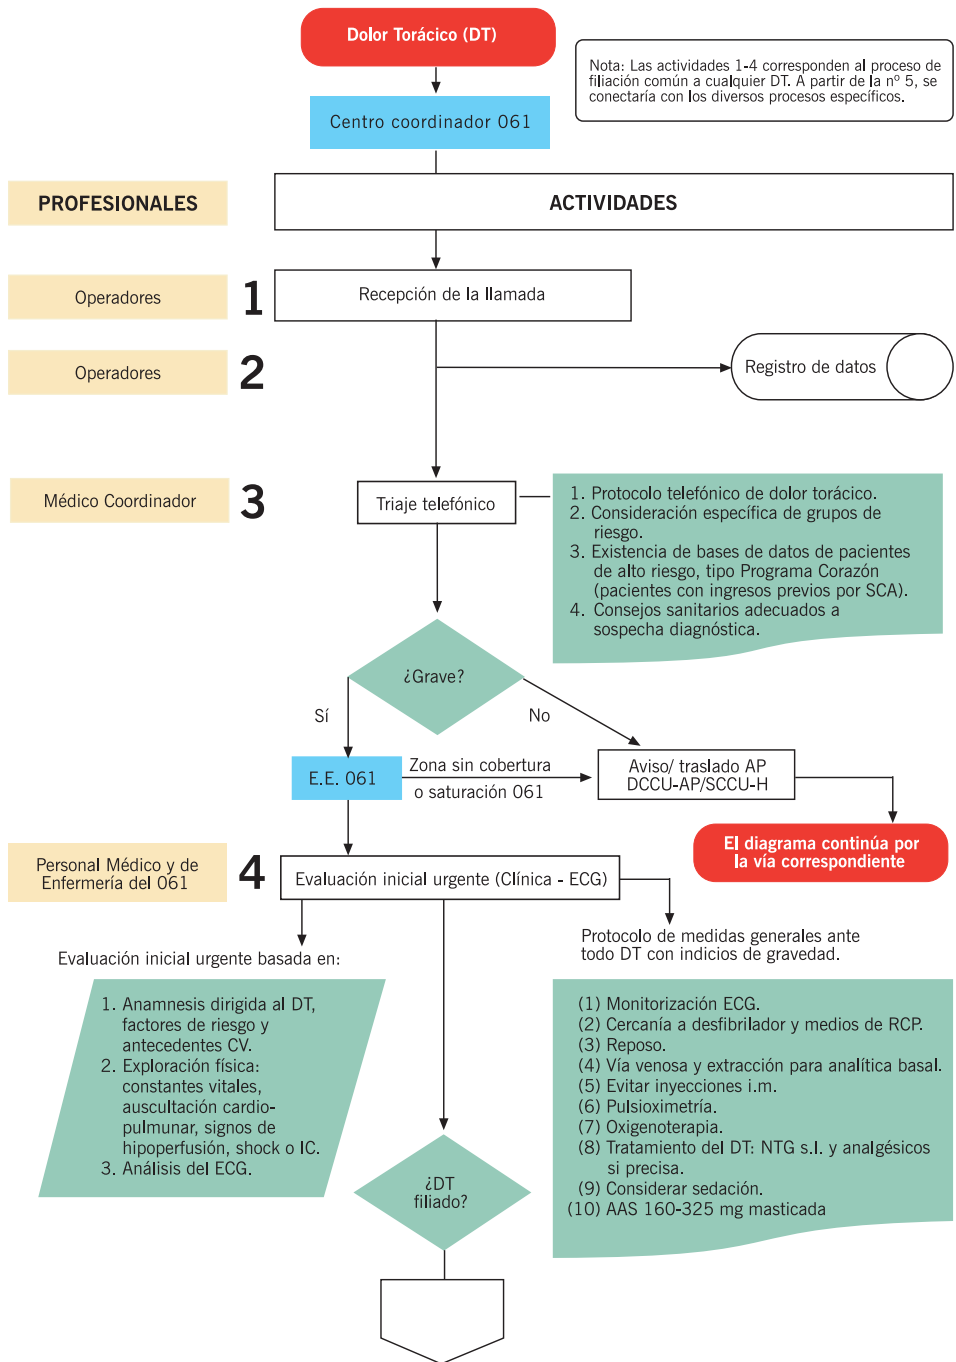 Dolor Torácico (DT)
Nota: Las actividades 1-4 corresponden al proceso de
filiación común a cualquier DT. A partir de la nº 5, se
conectaría con los diversos procesos específicos.
Centro coordinador 061
PROFESIONALES
ACTIVIDADES
Operadores
1
Recepción de la llamada
Operadores
2
Registro de datos
Médico Coordinador
3
Triaje telefónico
1. Protocolo telefónico de dolor torácico.
2. Consideración específica de grupos de
riesgo.
3. Existencia de bases de datos de pacientes
de alto riesgo, tipo Programa Corazón
(pacientes con ingresos previos por SCA).
4. Consejos sanitarios adecuados a
sospecha diagnóstica.
¿Grave?
Sí
No
E.E. 061
Zona sin cobertura
o saturación 061
Aviso/ traslado AP
DCCU-AP/SCCU-H
El diagrama continúa por
la vía correspondiente
Personal Médico y de
Enfermería del 061
4
Evaluación inicial urgente (Clínica - ECG)
Evaluación inicial urgente basada en:
1. Anamnesis dirigida al DT,
factores de riesgo y
antecedentes CV.
2. Exploración física:
constantes vitales,
auscultación cardio-
pulmunar, signos de
hipoperfusión, shock o IC.
3. Análisis del ECG.
¿DT
filiado?
Protocolo de medidas generales ante
todo DT con indicios de gravedad.
(1) Monitorización ECG.
(2) Cercanía a desfibrilador y medios de RCP.
(3) Reposo.
(4) Vía venosa y extracción para analítica basal.
(5) Evitar inyecciones i.m.
(6) Pulsioximetría.
(7) Oxigenoterapia.
(8) Tratamiento del DT: NTG s.l. y analgésicos
si precisa.
(9) Considerar sedación.
(10) AAS 160-325 mg masticada